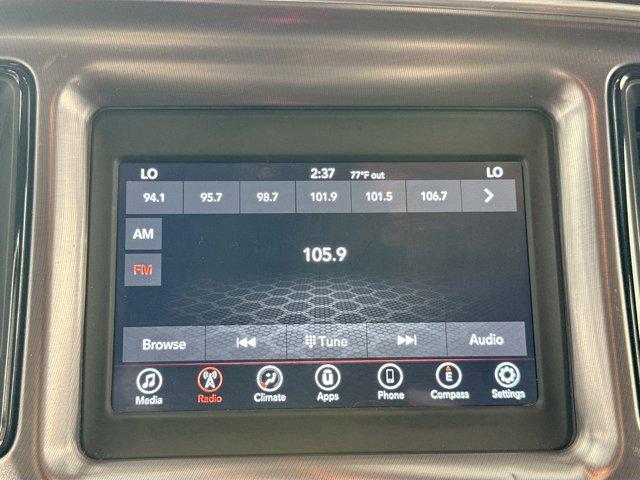 LO 2:37 77°F out LO
94.1 95.7 98.7 101.9 101.5 106.7
AM
105.9
FM
Browse Tune Audio
E
Media Radio Climate Apps Phone Compass Settings